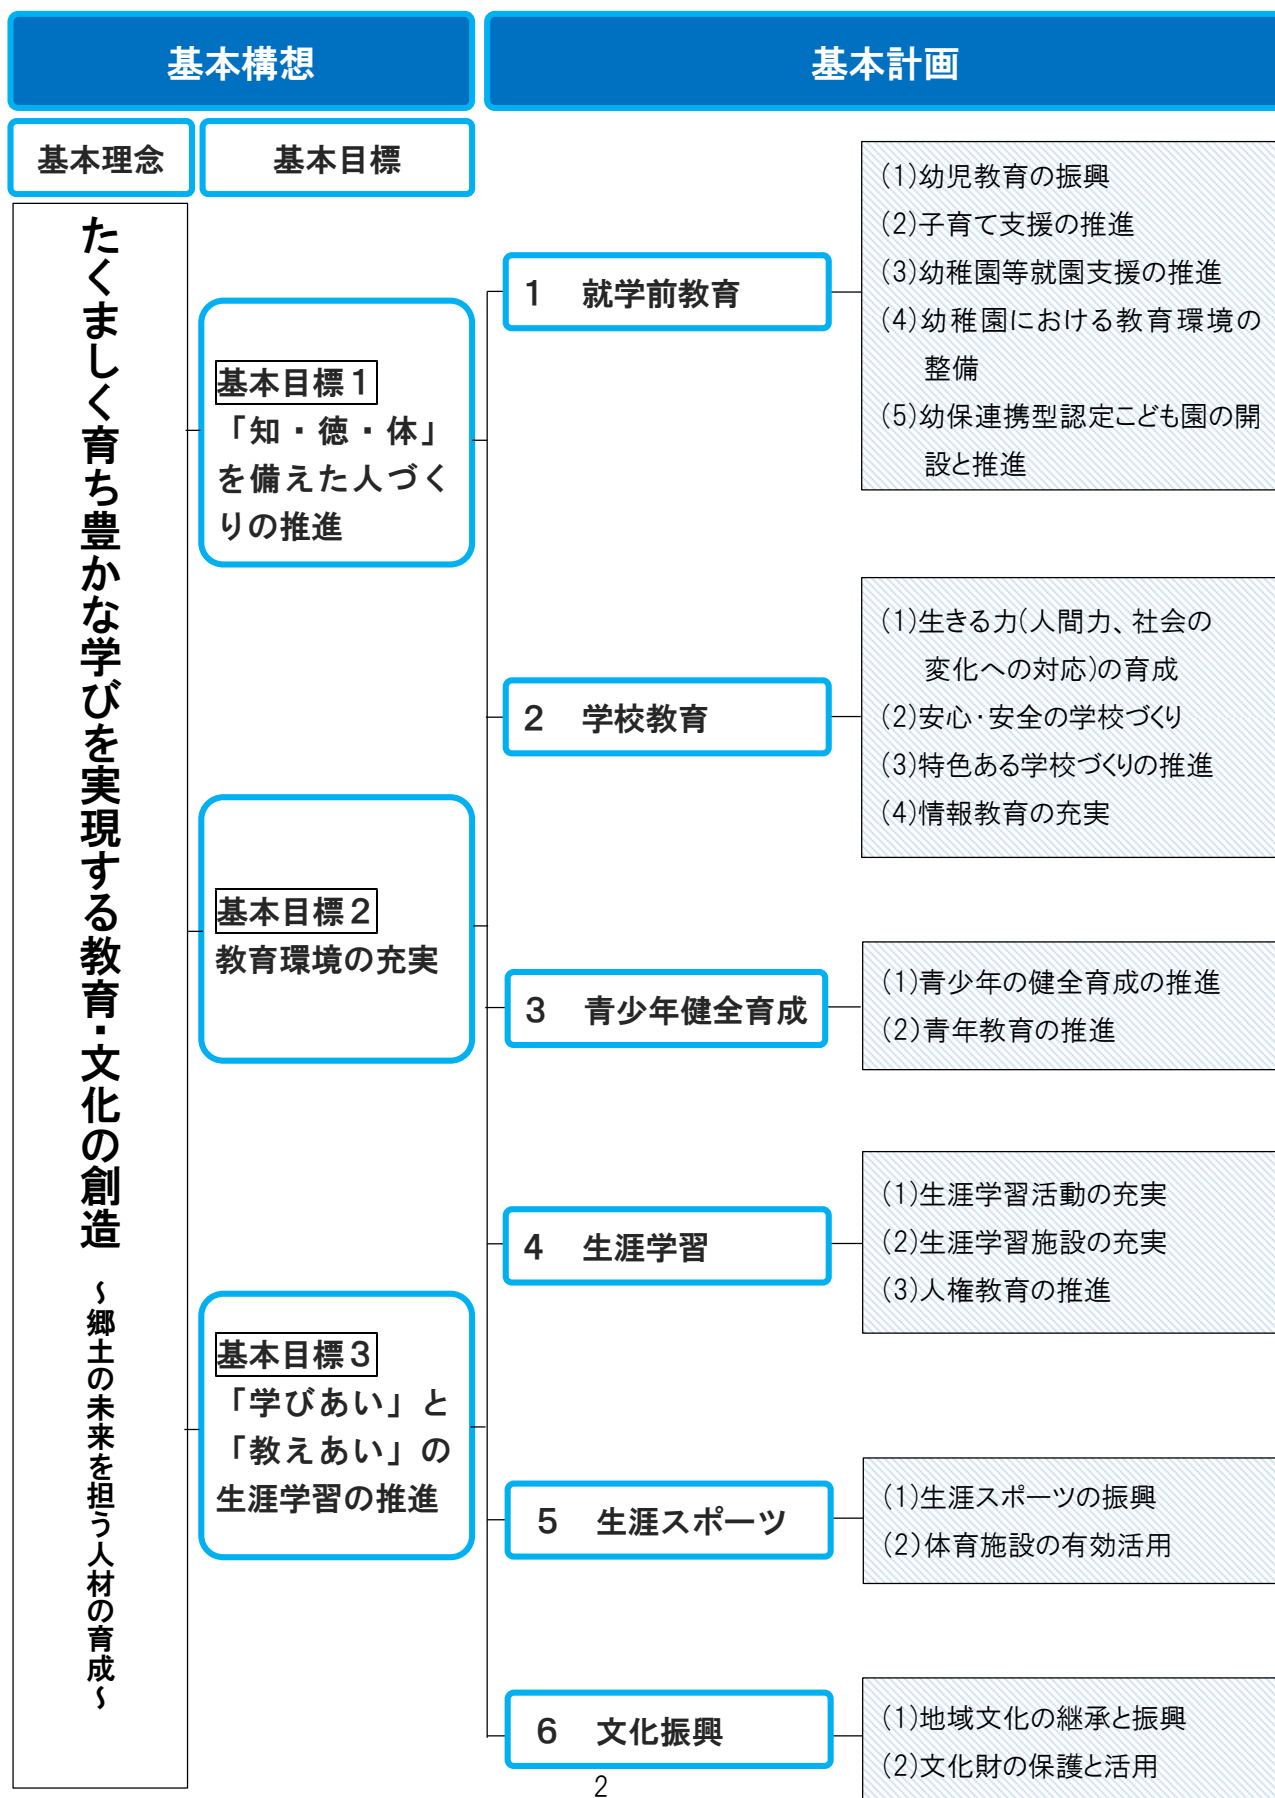 基本構想
基本計画
基本理念
基本目標
たくましく育ち豊かな学びを実現する教育・文化の創造 ～郷土の未来を担う人材の育成～
基本目標１
「知・徳・体」
を備えた人づく
りの推進
基本目標２
教育環境の充実
基本目標３
「学びあい」と
「教えあい」の
生涯学習の推進
１　就学前教育
(1)幼児教育の振興
(2)子育て支援の推進
(3)幼稚園等就園支援の推進
(4)幼稚園における教育環境の
整備
(5)幼保連携型認定こども園の開
設と推進
２　学校教育
(1)生きる力(人間力、社会の
変化への対応)の育成
(2)安心・安全の学校づくり
(3)特色ある学校づくりの推進
(4)情報教育の充実
３　青少年健全育成
(1)青少年の健全育成の推進
(2)青年教育の推進
４　生涯学習
(1)生涯学習活動の充実
(2)生涯学習施設の充実
(3)人権教育の推進
５　生涯スポーツ
(1)生涯スポーツの振興
(2)体育施設の有効活用
６　文化振興
(1)地域文化の継承と振興
(2)文化財の保護と活用
2